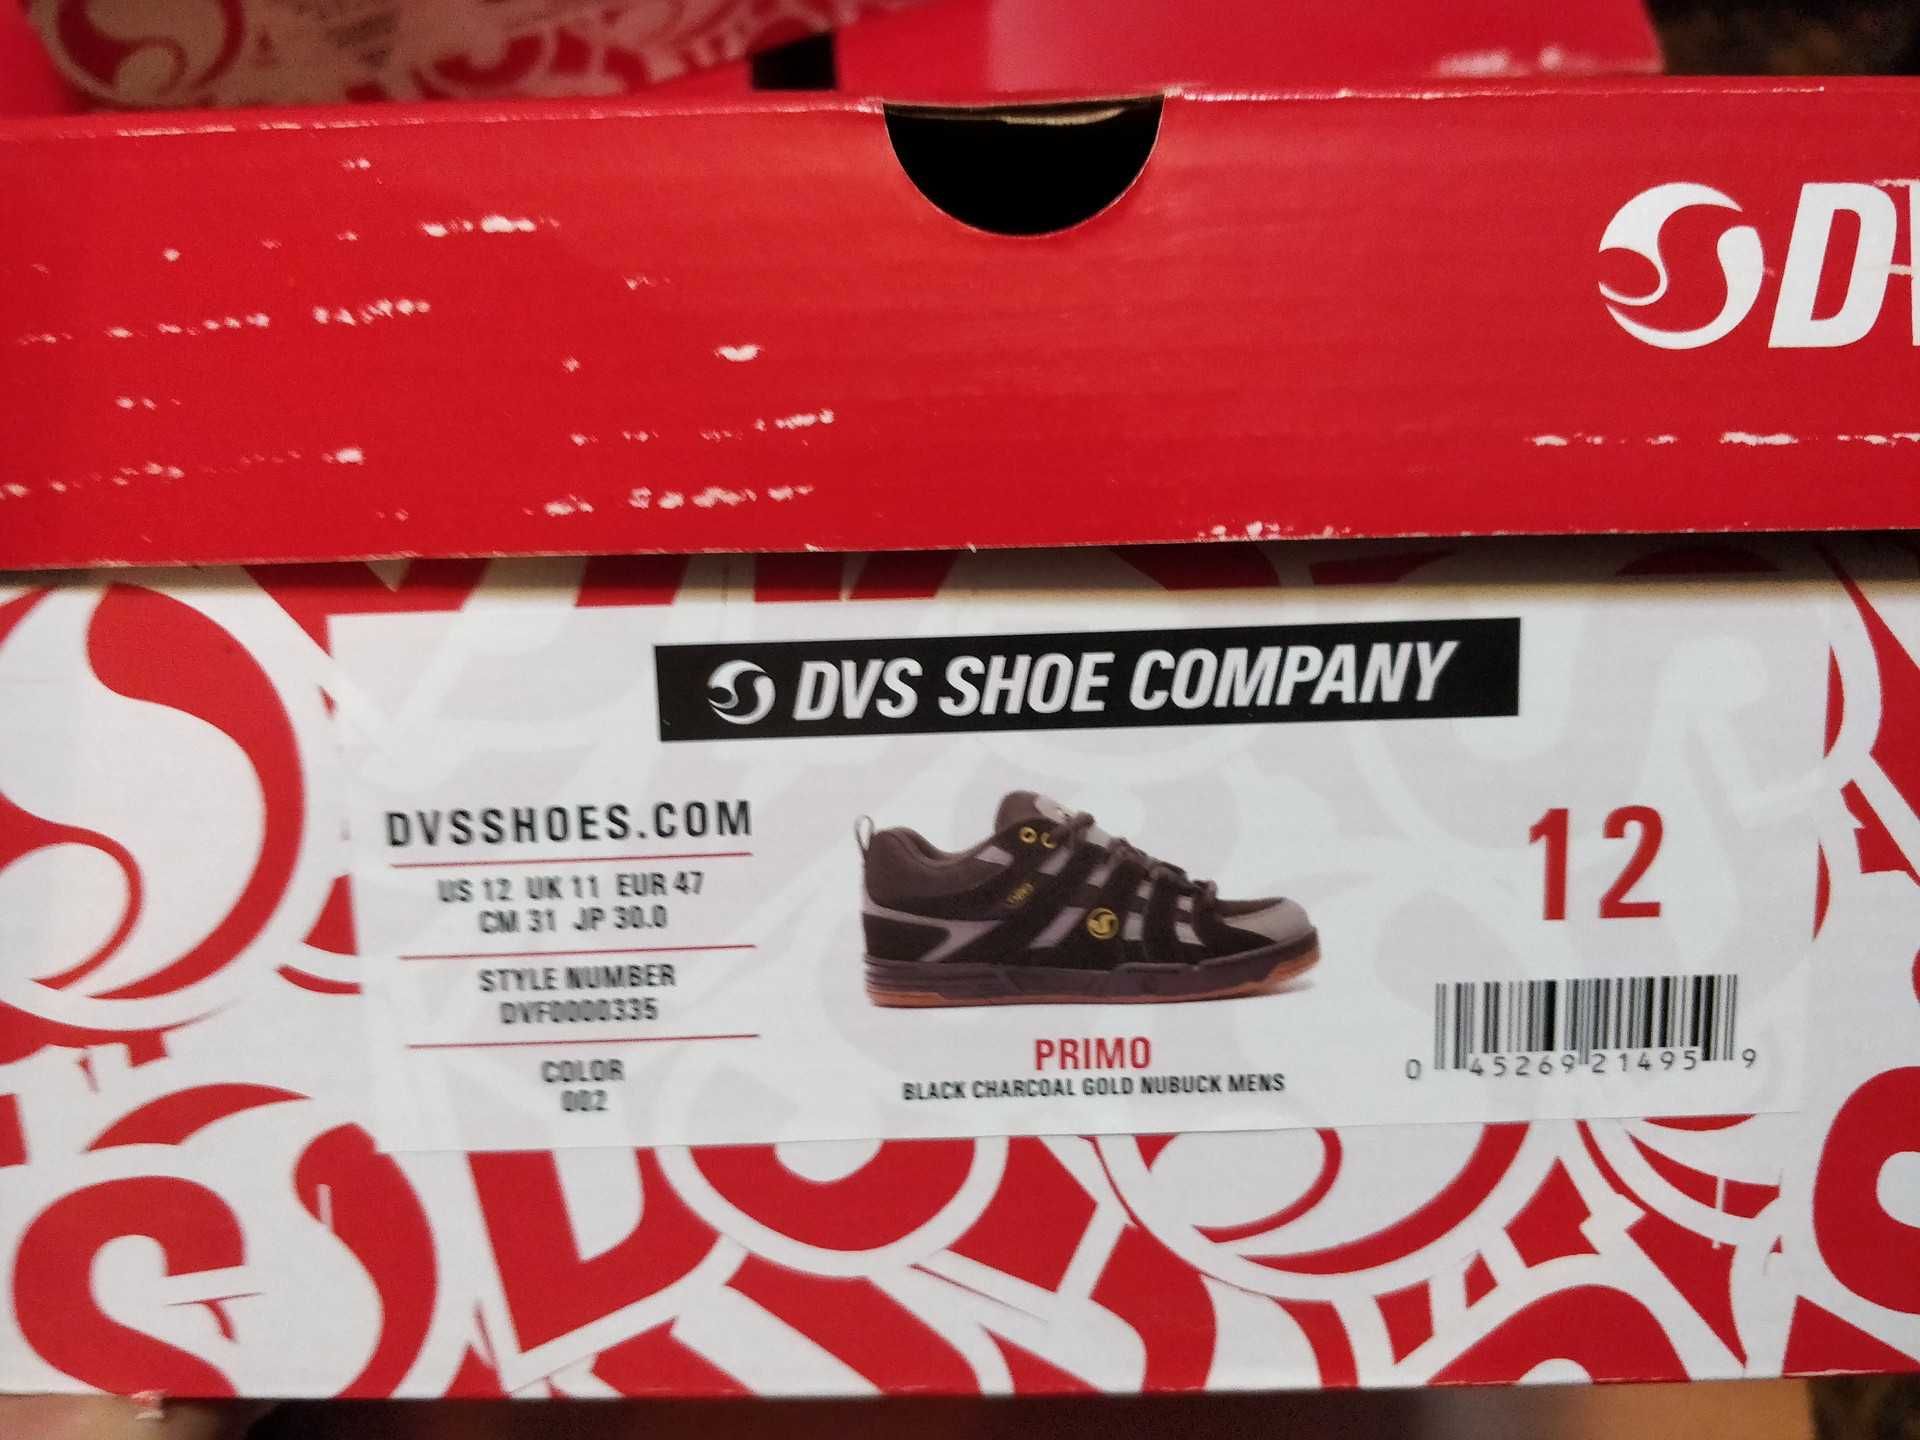 DV
DVS SHOE COMPANY
DVSSHOES.COM
US 12 UK 11 EUR 47
CM 31 JP 30.0
STYLE NUMBER
DVF0000335
COLOR
002
PRIMO
BLACK CHARCOAL GOLD NUBUCK MENS
12
0 45269 21495 9